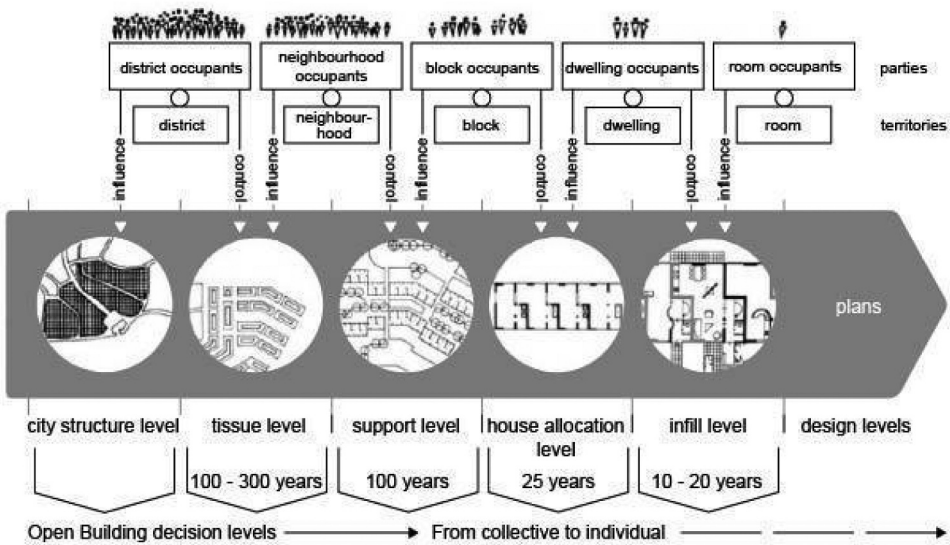 district occupants
neighbourhood
occupants
block occupants
dwelling occupants
room occupants
parties
district
neighbour-
hood
block
dwelling
room
territories
influence
control
influence
control
influence
control
influence
control
influence
plans
city structure level
tissue level
support level
house allocation
level
infill level
design levels
100 - 300 years
100 years
25 years
10 - 20 years
Open Building decision levels
From collective to individual